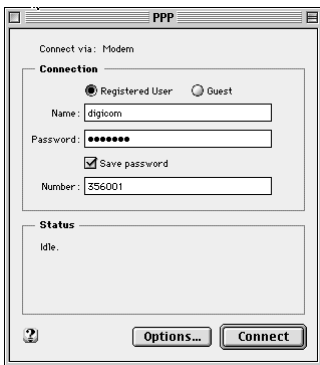 PPP
Connect via: Modem
Connection
Registered User Guest
Name: digicom
Password: •••••••
Save password
Number: 356001
Status
Idle.
? Options... Connect